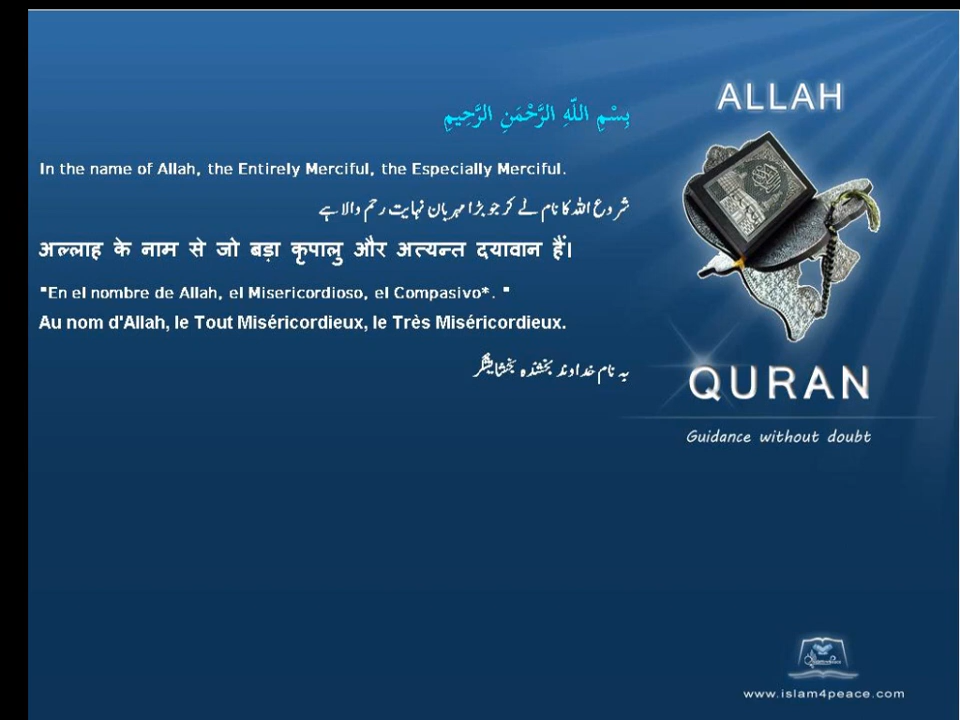 بِسْمِ اللّهِ الرَّحْمَنِ الرَّحِيمِ
In the name of Allah, the Entirely Merciful, the Especially Merciful.
شروع اللہ کا نام لے کر جو بڑا مہربان نہایت رحم والا ہے
अल्लाह के नाम से जो बड़ा कृपालु और अत्यन्त दयावान हैं।
"En el nombre de Allah, el Misericordioso, el Compasivo*. "
Au nom d'Allah, le Tout Miséricordieux, le Très Miséricordieux.
به نام خداوند بخشنده بخشایشگر
ALLAH
QURAN
Guidance without doubt
www.islam4peace.com